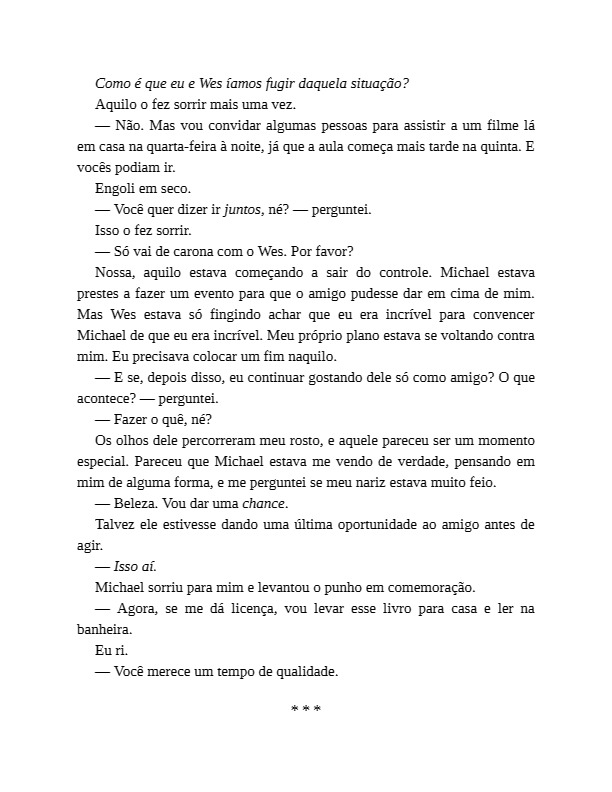 Como é que eu e Wes íamos fugir daquela situação?
Aquilo o fez sorrir mais uma vez.
— Não. Mas vou convidar algumas pessoas para assistir a um filme lá
em casa na quarta-feira à noite, já que a aula começa mais tarde na quinta. E
vocês podiam ir.
Engoli em seco.
— Você quer dizer ir juntos, né? — perguntei.
Isso o fez sorrir.
— Só vai de carona com o Wes. Por favor?
Nossa, aquilo estava começando a sair do controle. Michael estava
prestes a fazer um evento para que o amigo pudesse dar em cima de mim.
Mas Wes estava só fingindo achar que eu era incrível para convencer
Michael de que eu era incrível. Meu próprio plano estava se voltando contra
mim. Eu precisava colocar um fim naquilo.
— E se, depois disso, eu continuar gostando dele só como amigo? O que
acontece? — perguntei.
— Fazer o quê, né?
Os olhos dele percorreram meu rosto, e aquele pareceu ser um momento
especial. Pareceu que Michael estava me vendo de verdade, pensando em
mim de alguma forma, e me perguntei se meu nariz estava muito feio.
— Beleza. Vou dar uma chance.
Talvez ele estivesse dando uma última oportunidade ao amigo antes de
agir.
— Isso aí.
Michael sorriu para mim e levantou o punho em comemoração.
— Agora, se me dá licença, vou levar esse livro para casa e ler na
banheira.
Eu ri.
— Você merece um tempo de qualidade.
* * *